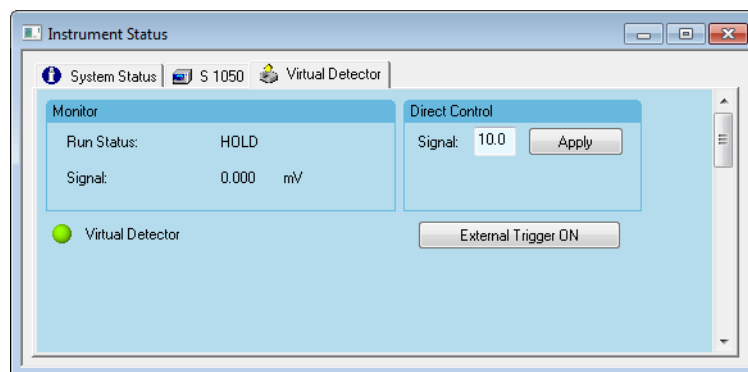 Instrument Status
System Status S 1050 Virtual Detector
Monitor
Run Status: HOLD
Signal: 0.000 mV
Direct Control
Signal: 10.0 Apply
Virtual Detector
External Trigger ON